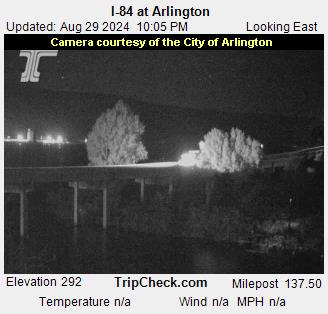 I-84 at Arlington
Updated: Aug 29 2024 10:05 PM Looking East
Camera courtesy of the City of Arlington
Elevation 292 TripCheck.com Milepost 137.50
Temperature n/a Wind n/a MPH n/a